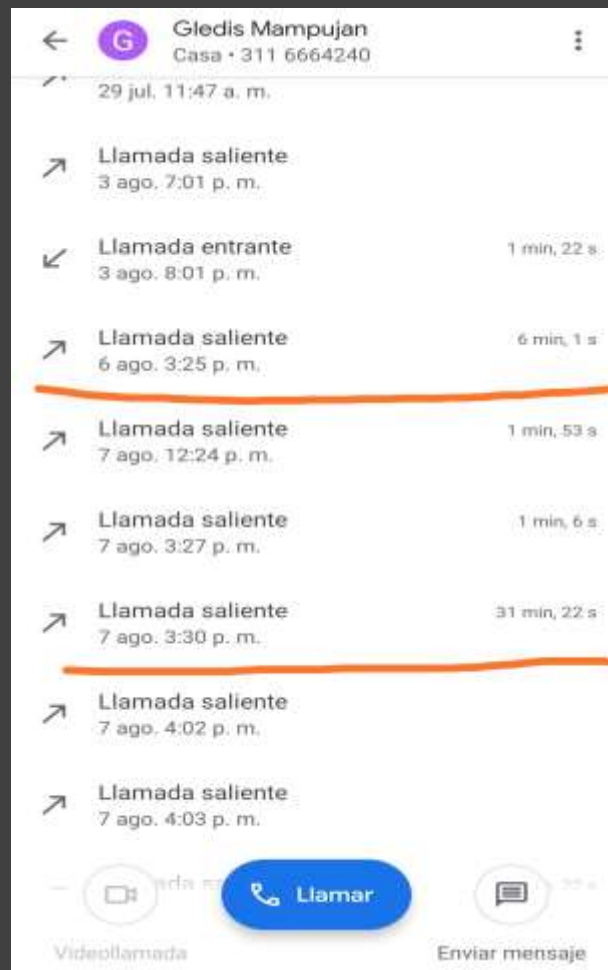 G
Gledis Mampujan
Casa • 311 6664240
29 jul. 11:47 a. m.
Llamada saliente
3 ago. 7:01 p. m.
Llamada entrante
1 min, 22 s
3 ago. 8:01 p. m.
Llamada saliente
6 min, 1 s
6 ago. 3:25 p. m.
Llamada saliente
1 min, 53 s
7 ago. 12:24 p. m.
Llamada saliente
1 min, 6 s
7 ago. 3:27 p. m.
Llamada saliente
31 min, 22 s
7 ago. 3:30 p. m.
Llamada saliente
7 ago. 4:02 p. m.
Llamada saliente
7 ago. 4:03 p. m.
Llamar
Videollamada
Enviar mensaje